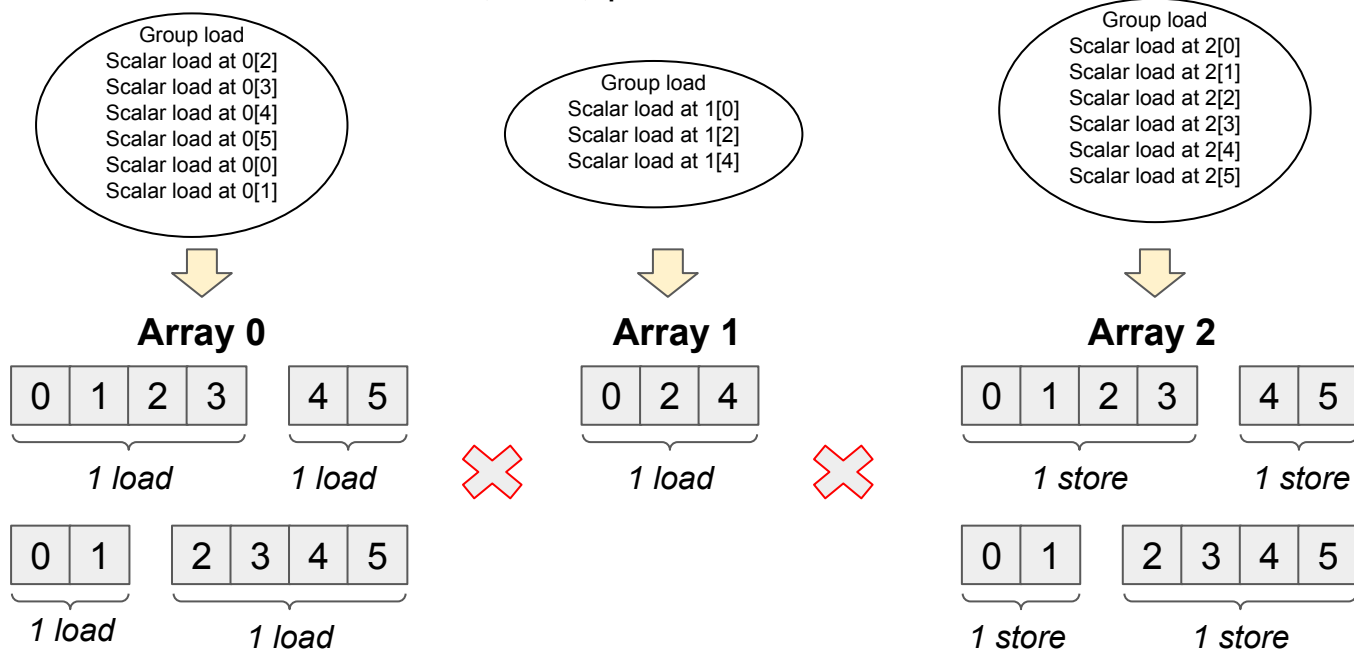 Group load
Scalar load at 0[2]
Scalar load at 0[3]
Scalar load at 0[4]
Scalar load at 0[5]
Scalar load at 0[0]
Scalar load at 0[1]
Group load
Scalar load at 1[0]
Scalar load at 1[2]
Scalar load at 1[4]
Group load
Scalar load at 2[0]
Scalar load at 2[1]
Scalar load at 2[2]
Scalar load at 2[3]
Scalar load at 2[4]
Scalar load at 2[5]
Array 0
0 1 2 3 4 5
1 load 1 load
0 1 2 3 4 5
1 load 1 load
Array 1
0 2 4
1 load
Array 2
0 1 2 3 4 5
1 store 1 store
0 1 2 3 4 5
1 store 1 store